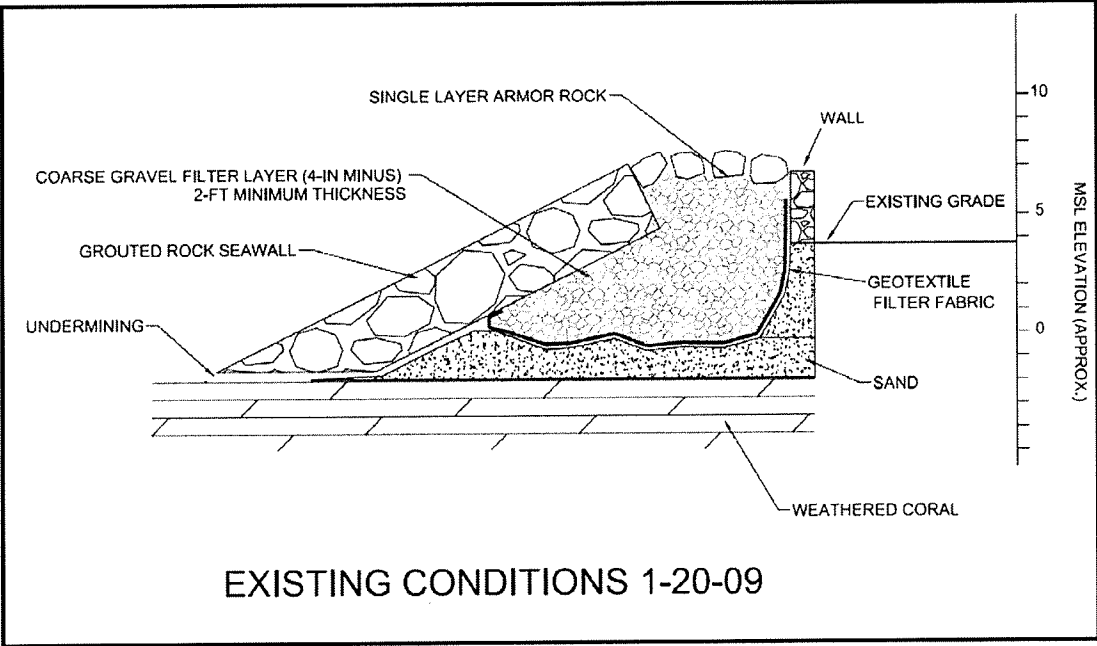 SINGLE LAYER ARMOR ROCK
10
WALL
COARSE GRAVEL FILTER LAYER (4-IN MINUS)
2-FT MINIMUM THICKNESS
EXISTING GRADE
5
GROUTED ROCK SEAWALL
GEOTEXTILE
FILTER FABRIC
UNDERMINING
0
MSL ELEVATION (APPROX.)
SAND
WEATHERED CORAL
EXISTING CONDITIONS 1-20-09